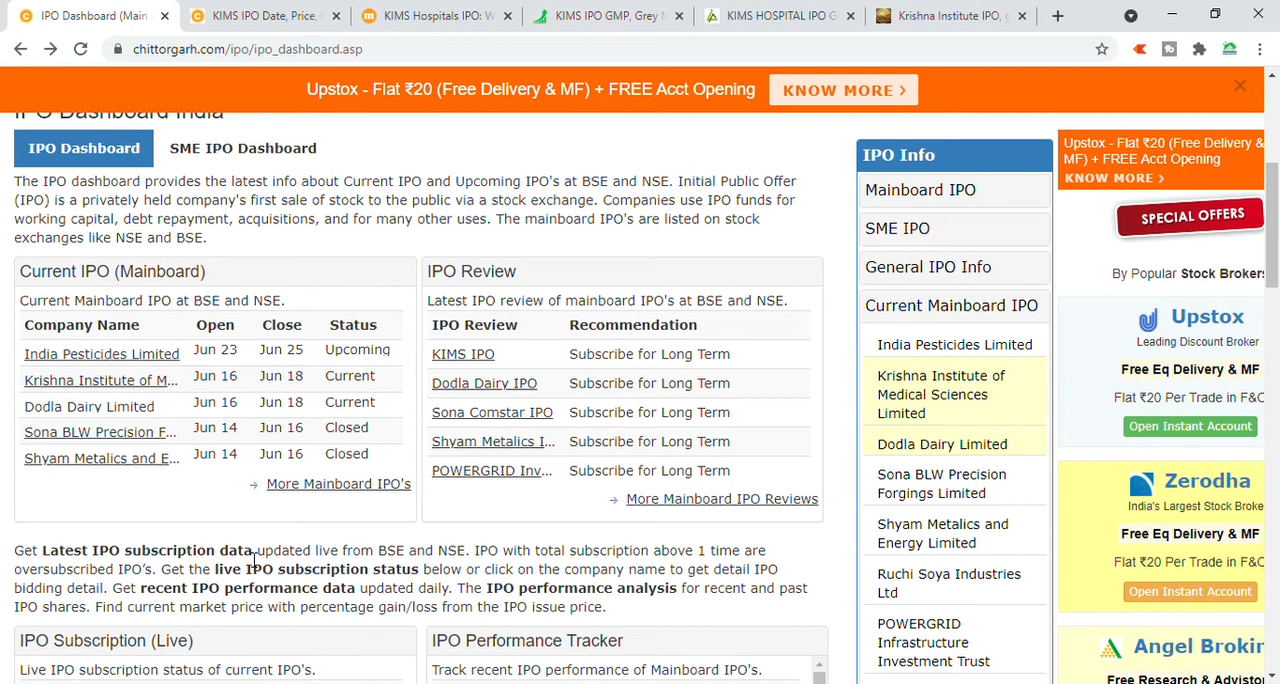 IPO Dashboard (Main
KIMS IPO Date, Price,
KIMS Hospitals IPO: W
KIMS IPO GMP, Grey M
KIMS HOSPITAL IPO G
Krishna Institute IPO, g
chittorgarh.com/ipo/ipo_dashboard.asp
Upstox - Flat ₹20 (Free Delivery & MF) + FREE Acct Opening
KNOW MORE >
IPO Dashboard India
IPO Dashboard
SME IPO Dashboard
The IPO dashboard provides the latest info about Current IPO and Upcoming IPO's at BSE and NSE. Initial Public Offer
(IPO) is a privately held company's first sale of stock to the public via a stock exchange. Companies use IPO funds for
working capital, debt repayment, acquisitions, and for many other uses. The mainboard IPO's are listed on stock
exchanges like NSE and BSE.
Current IPO (Mainboard)
Current Mainboard IPO at BSE and NSE.
Company Name Open Close Status
India Pesticides Limited Jun 23 Jun 25 Upcoming
Krishna Institute of M... Jun 16 Jun 18 Current
Dodla Dairy Limited Jun 16 Jun 18 Current
Sona BLW Precision F... Jun 14 Jun 16 Closed
Shyam Metalics and E... Jun 14 Jun 16 Closed
More Mainboard IPO's
IPO Review
Latest IPO review of mainboard IPO's at BSE and NSE.
IPO Review Recommendation
KIMS IPO Subscribe for Long Term
Dodla Dairy IPO Subscribe for Long Term
Sona Comstar IPO Subscribe for Long Term
Shyam Metalics I... Subscribe for Long Term
POWERGRID Inv... Subscribe for Long Term
More Mainboard IPO Reviews
Get Latest IPO subscription data updated live from BSE and NSE. IPO with total subscription above 1 time are
oversubscribed IPO's. Get the live IPO subscription status below or click on the company name to get detail IPO
bidding detail. Get recent IPO performance data updated daily. The IPO performance analysis for recent and past
IPO shares. Find current market price with percentage gain/loss from the IPO issue price.
IPO Subscription (Live)
Live IPO subscription status of current IPO's.
IPO Performance Tracker
Track recent IPO performance of Mainboard IPO's.
IPO Info
Mainboard IPO
SME IPO
General IPO Info
Current Mainboard IPO
India Pesticides Limited
Krishna Institute of
Medical Sciences
Limited
Dodla Dairy Limited
Sona BLW Precision
Forgings Limited
Shyam Metalics and
Energy Limited
Ruchi Soya Industries
Ltd
POWERGRID
Infrastructure
Investment Trust
Upstox - Flat ₹20 (Free Delivery &
MF) + FREE Acct Opening
KNOW MORE >
SPECIAL OFFERS
By Popular Stock Brokers
Upstox
Leading Discount Broker
Free Eq Delivery & MF
Flat ₹20 Per Trade in F&O
Open Instant Account
Zerodha
India's Largest Stock Broke
Free Eq Delivery & MF
Flat ₹20 Per Trade in F&O
Open Instant Account
Angel Brokin
Free Research & Advisor